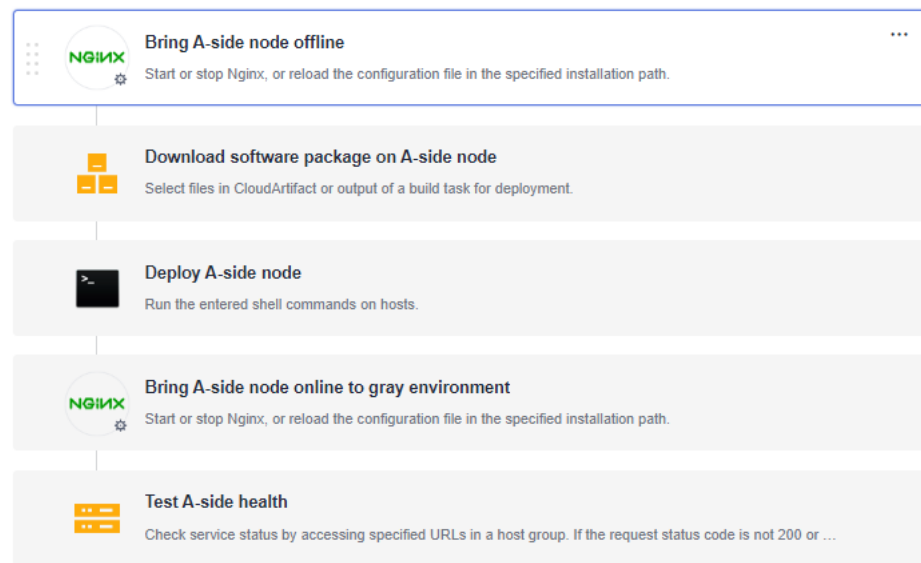 Bring A-side node offline
...
NGINX
Start or stop Nginx, or reload the configuration file in the specified installation path.
Download software package on A-side node
Select files in CloudArtifact or output of a build task for deployment.
>_
Deploy A-side node
Run the entered shell commands on hosts.
Bring A-side node online to gray environment
NGINX
Start or stop Nginx, or reload the configuration file in the specified installation path.
Test A-side health
Check service status by accessing specified URLs in a host group. If the request status code is not 200 or ...